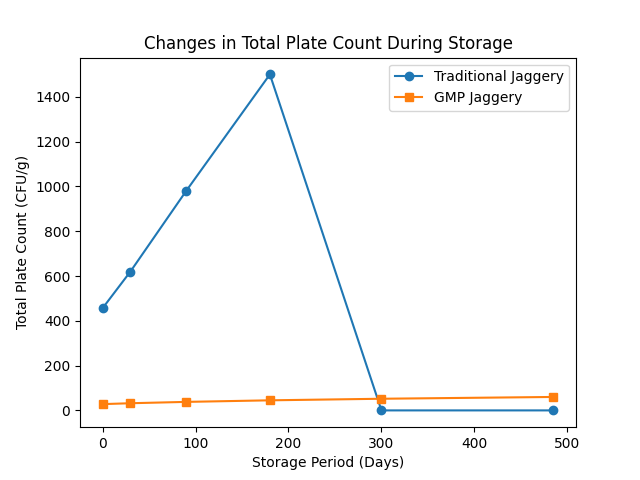 Changes in Total Plate Count During Storage
Traditional Jaggery
GMP Jaggery
Total Plate Count (CFU/g)
1400
1200
1000
800
600
400
200
0
0 100 200 300 400 500
Storage Period (Days)